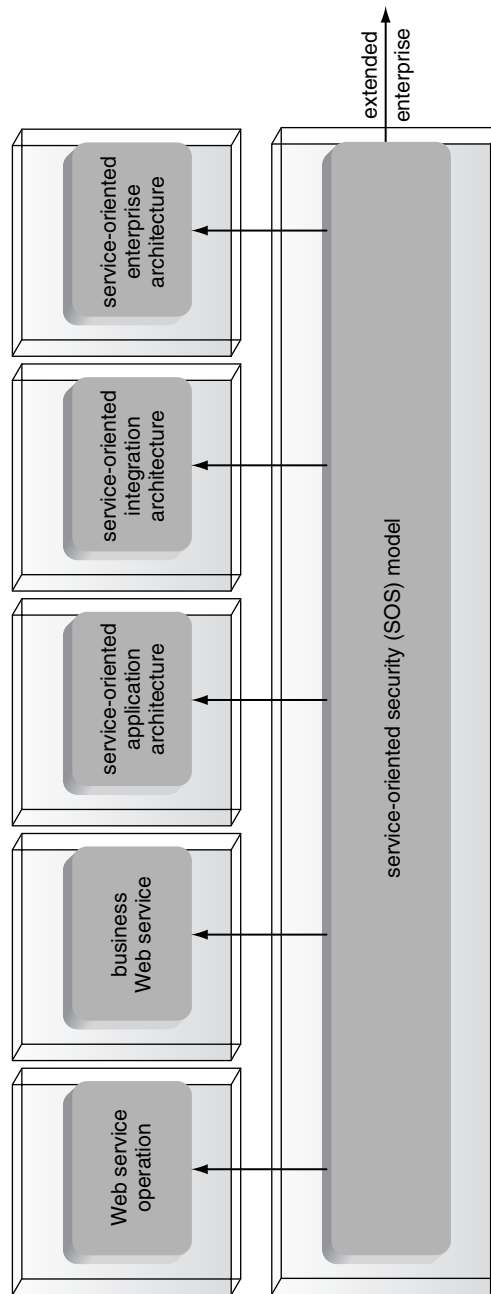 Web service
operation
business
Web service
service-oriented
application
architecture
service-oriented
integration
architecture
service-oriented
enterprise
architecture
service-oriented security (SOS) model
extended
enterprise